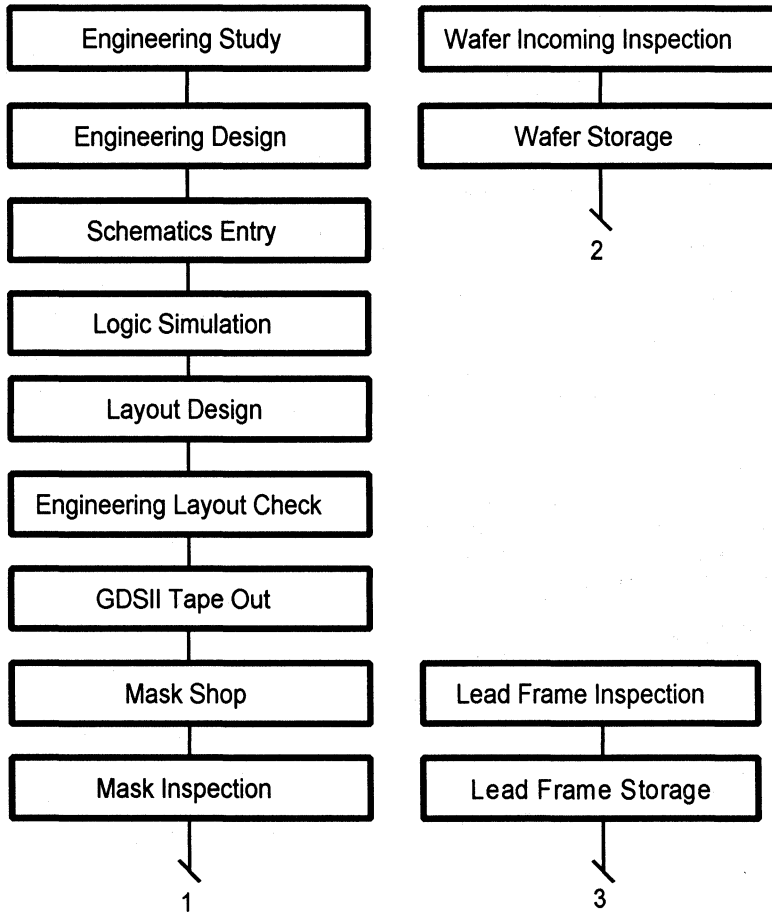 Engineering Study
Engineering Design
Schematics Entry
Logic Simulation
Layout Design
Engineering Layout Check
GDSII Tape Out
Mask Shop
Mask Inspection
1
Wafer Incoming Inspection
Wafer Storage
2
Lead Frame Inspection
Lead Frame Storage
3